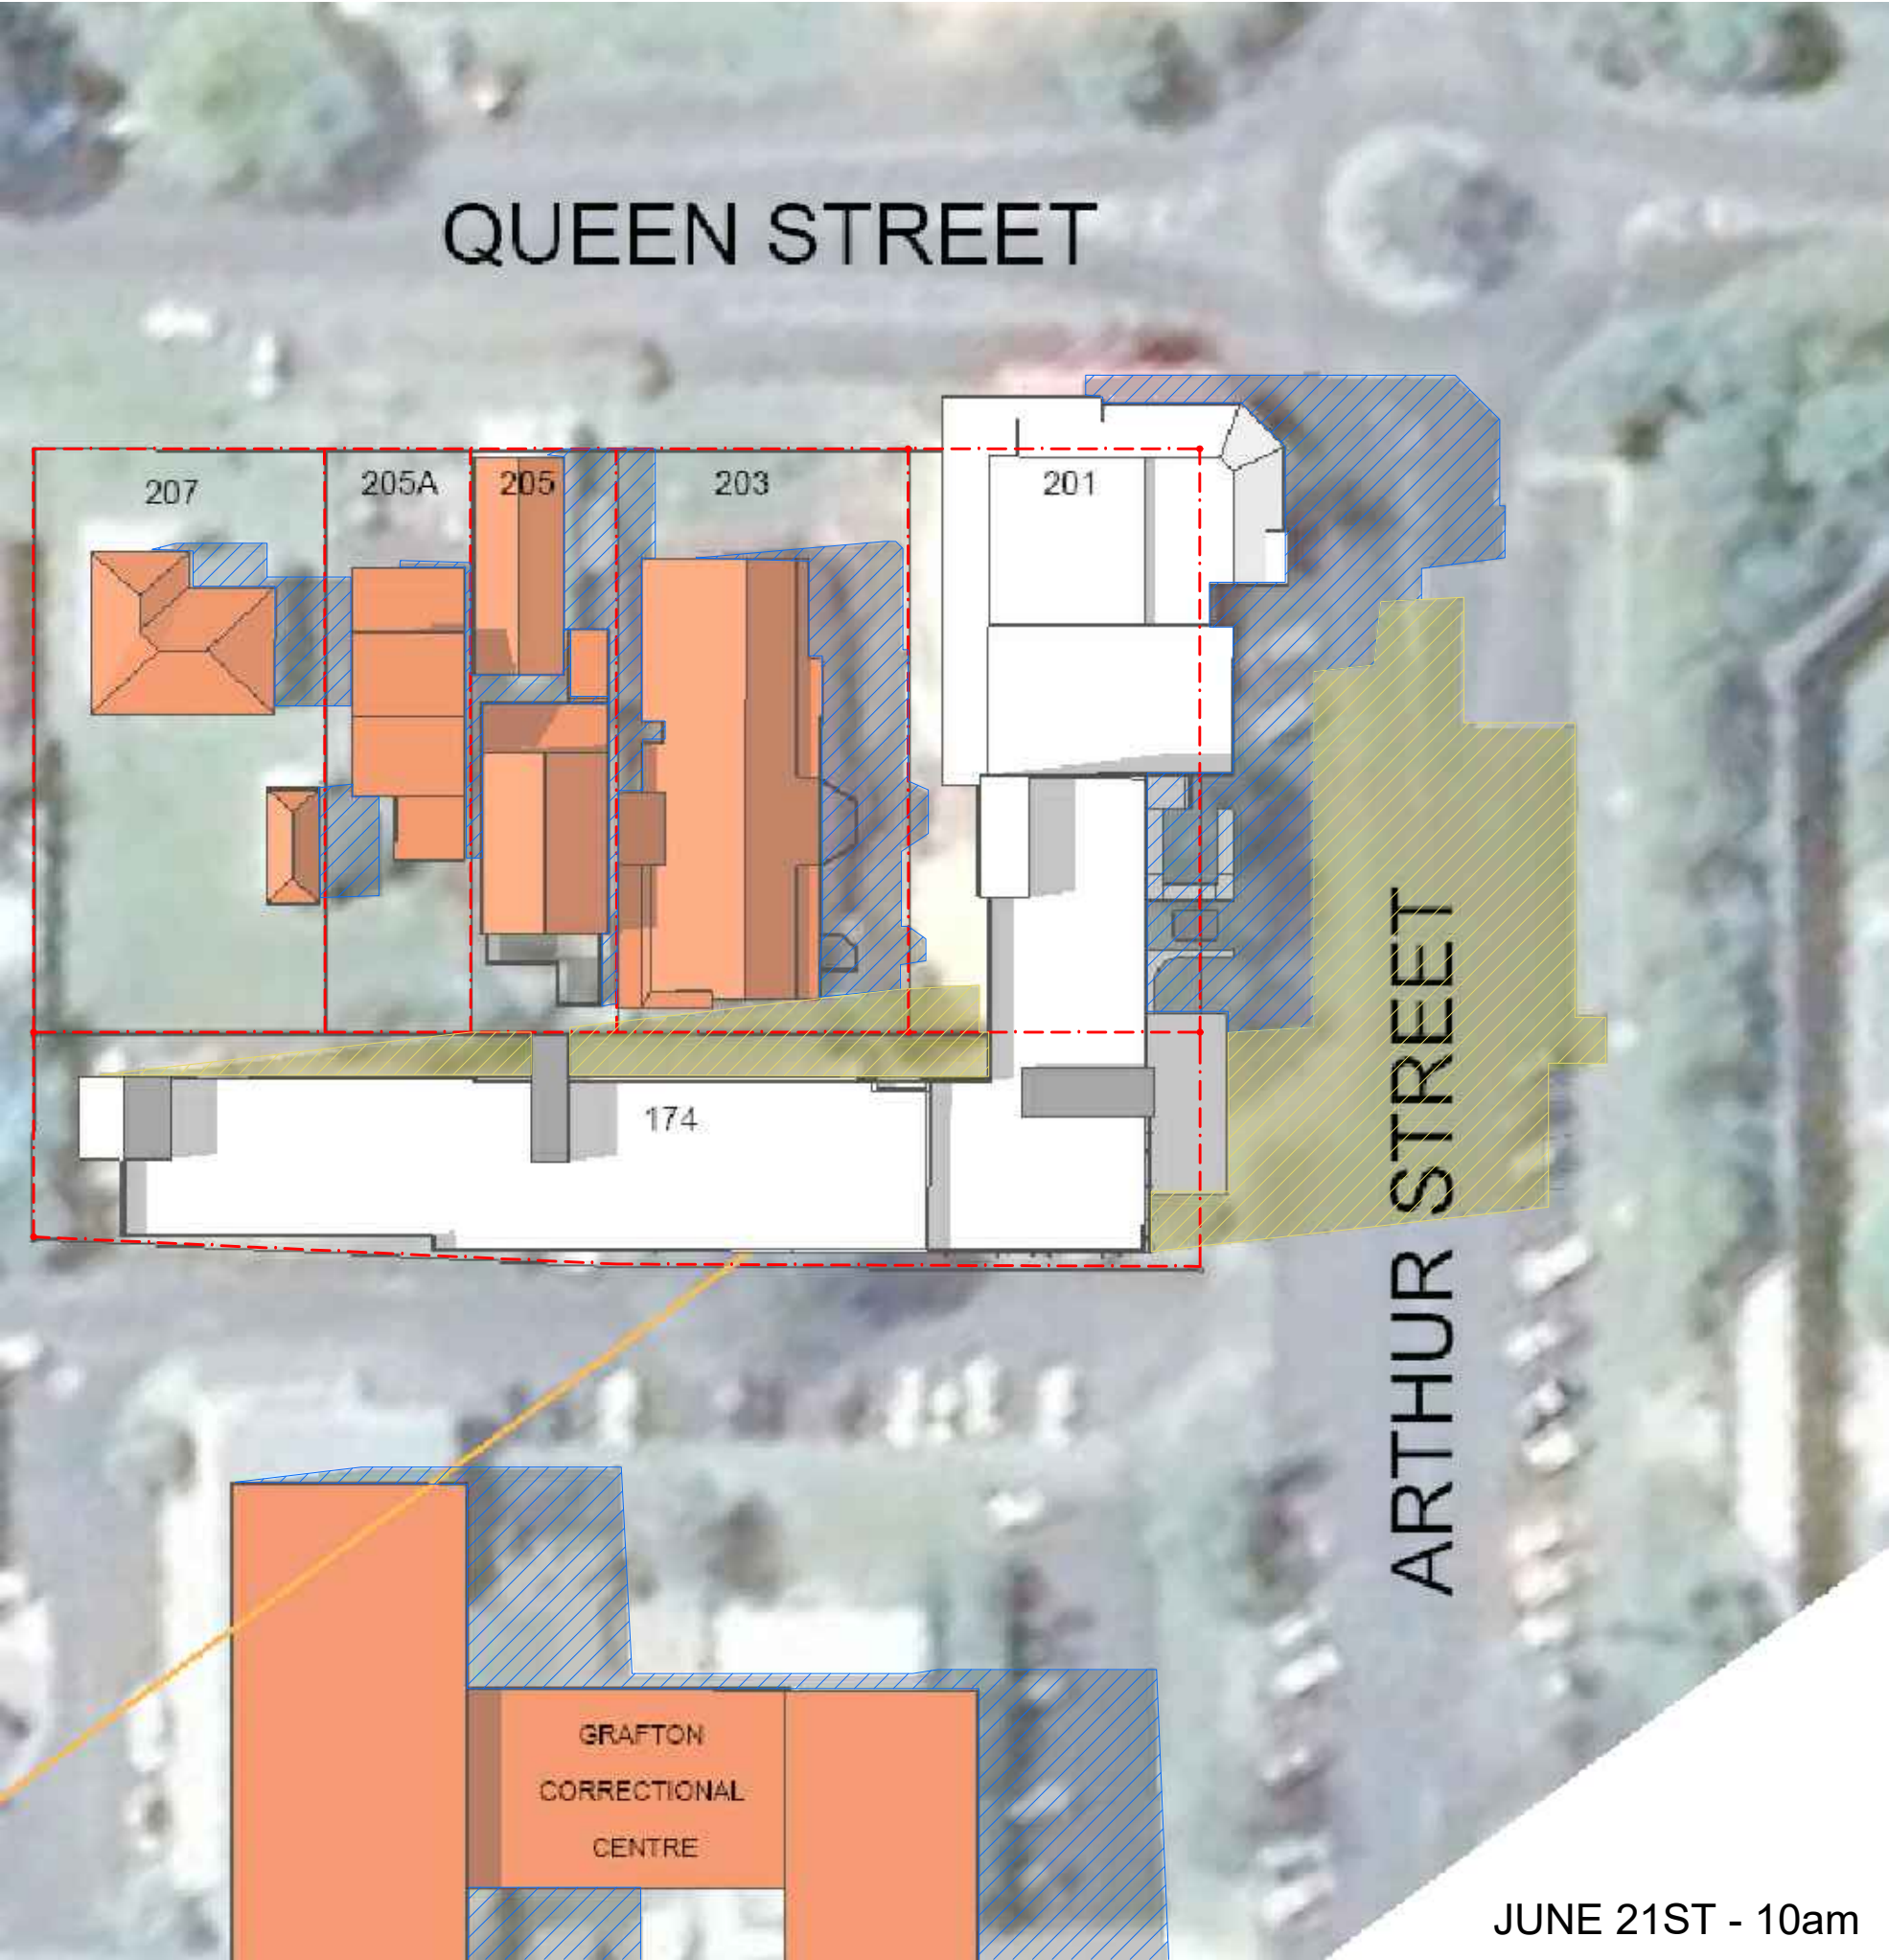 QUEEN STREET
207
205A
205
203
201
174
ARTHUR STREET
GRAFTON
CORRECTIONAL
CENTRE
JUNE 21ST - 10am